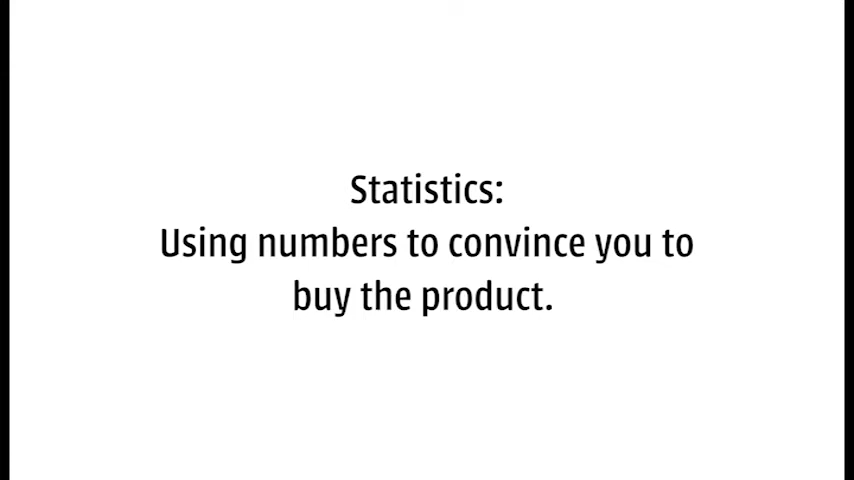 Statistics:
Using numbers to convince you to
buy the product.